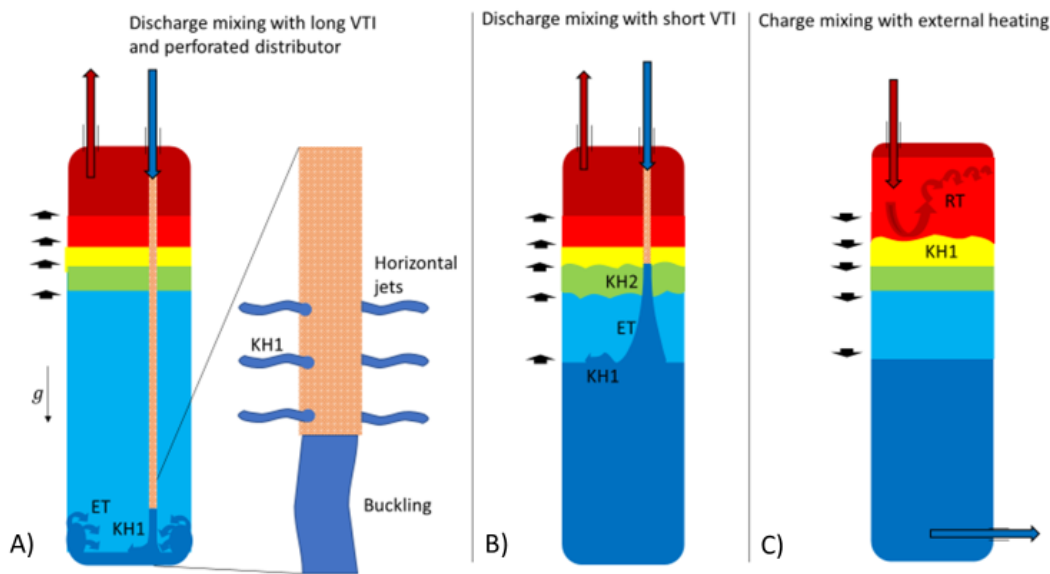 Discharge mixing with long VTI
and perforated distributor
g
ET
KH1
Horizontal
jets
KH1
Buckling
A)
Discharge mixing with short VTI
KH2
ET
KH1
B)
Charge mixing with external heating
RT
KH1
C)